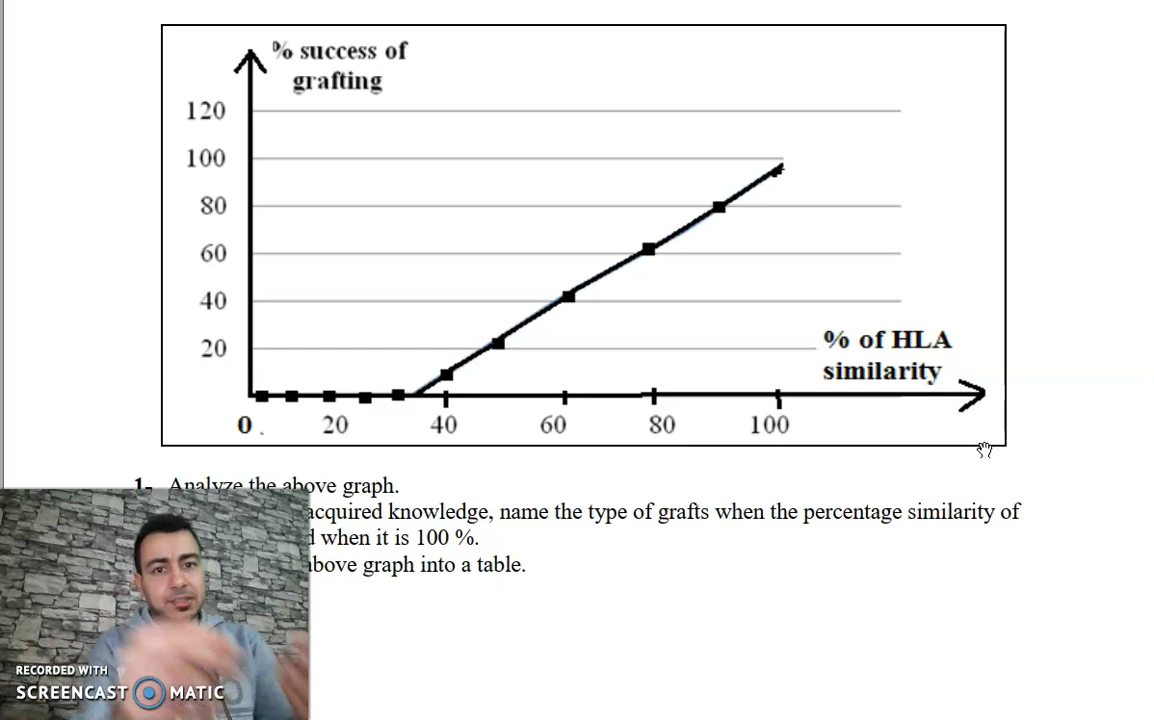 % success of
grafting
120
100
80
60
40
20
% of HLA
similarity
0 . 20 40 60 80 100
1- Analyze the above graph.
acquired knowledge, name the type of grafts when the percentage similarity of
d when it is 100 %.
above graph into a table.
RECORDED WITH
SCREENCAST MATIC